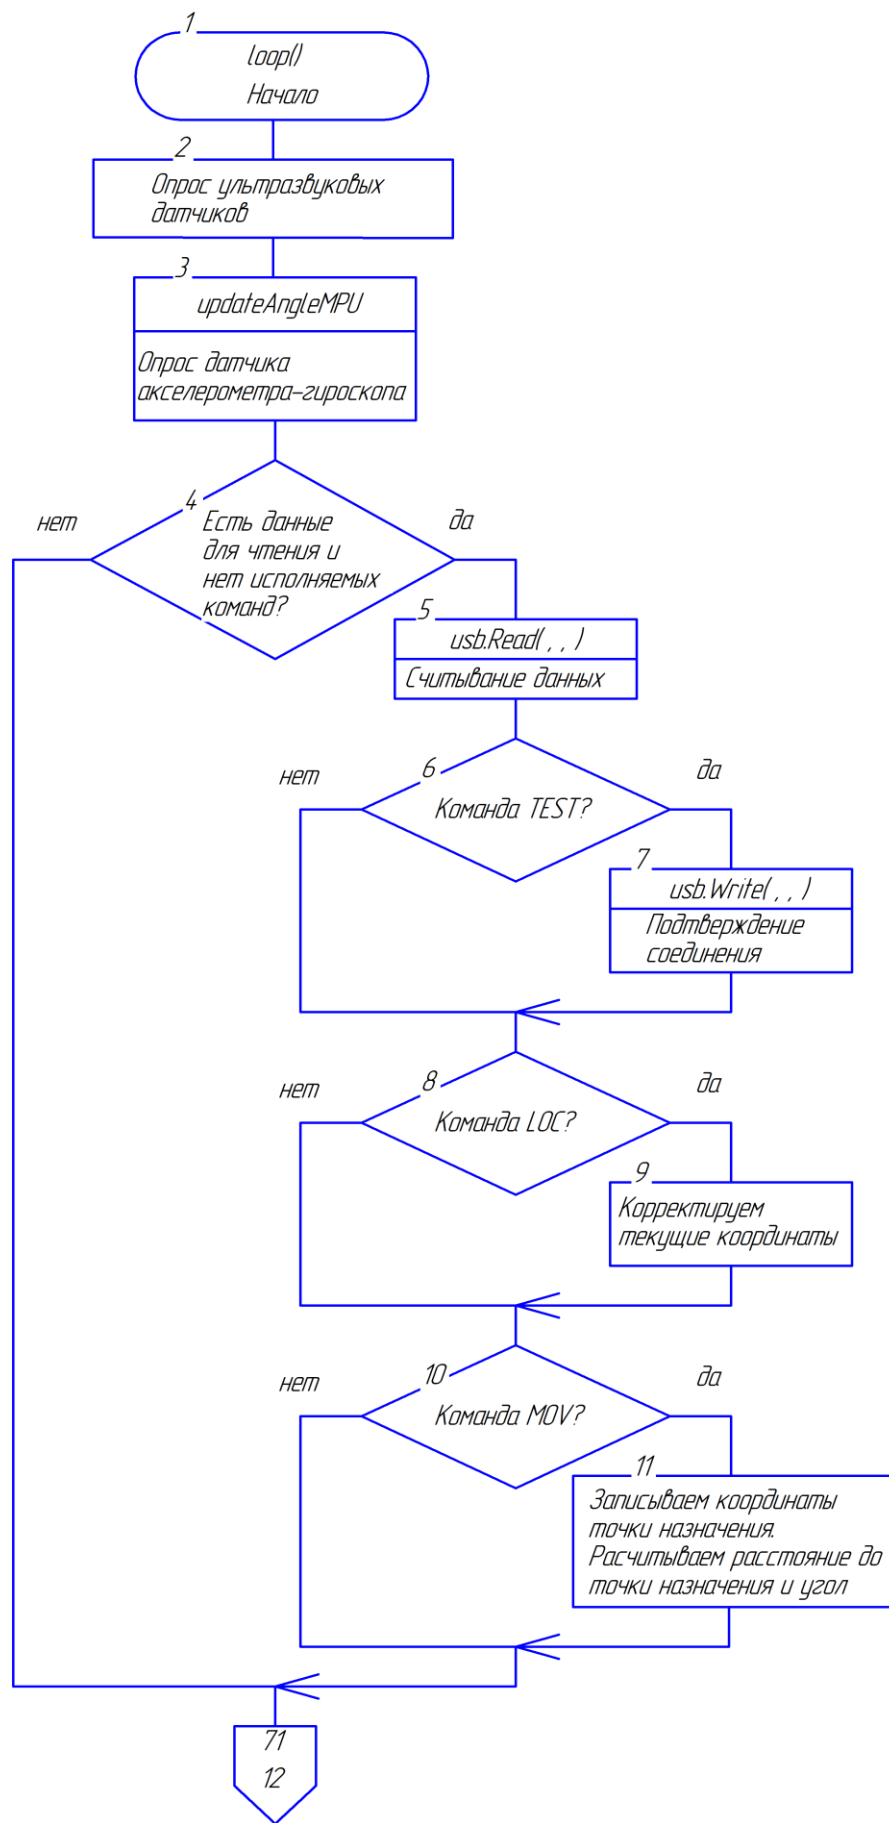 1
loop()
Начало
2
Опрос ультразвуковых
датчиков
3
updateAngleMPU
Опрос датчика
акселерометра-гироскопа
4
нет
да
Есть данные
для чтения и
нет исполняемых
команд?
5
usb.Read( , , )
Считывание данных
6
нет
да
Команда TEST?
7
usb.Write( , , )
Подтверждение
соединения
8
нет
да
Команда LOC?
9
Корректируем
текущие координаты
10
нет
да
Команда MOV?
11
Записываем координаты
точки назначения.
Расчитываем расстояние до
точки назначения и угол
71
12